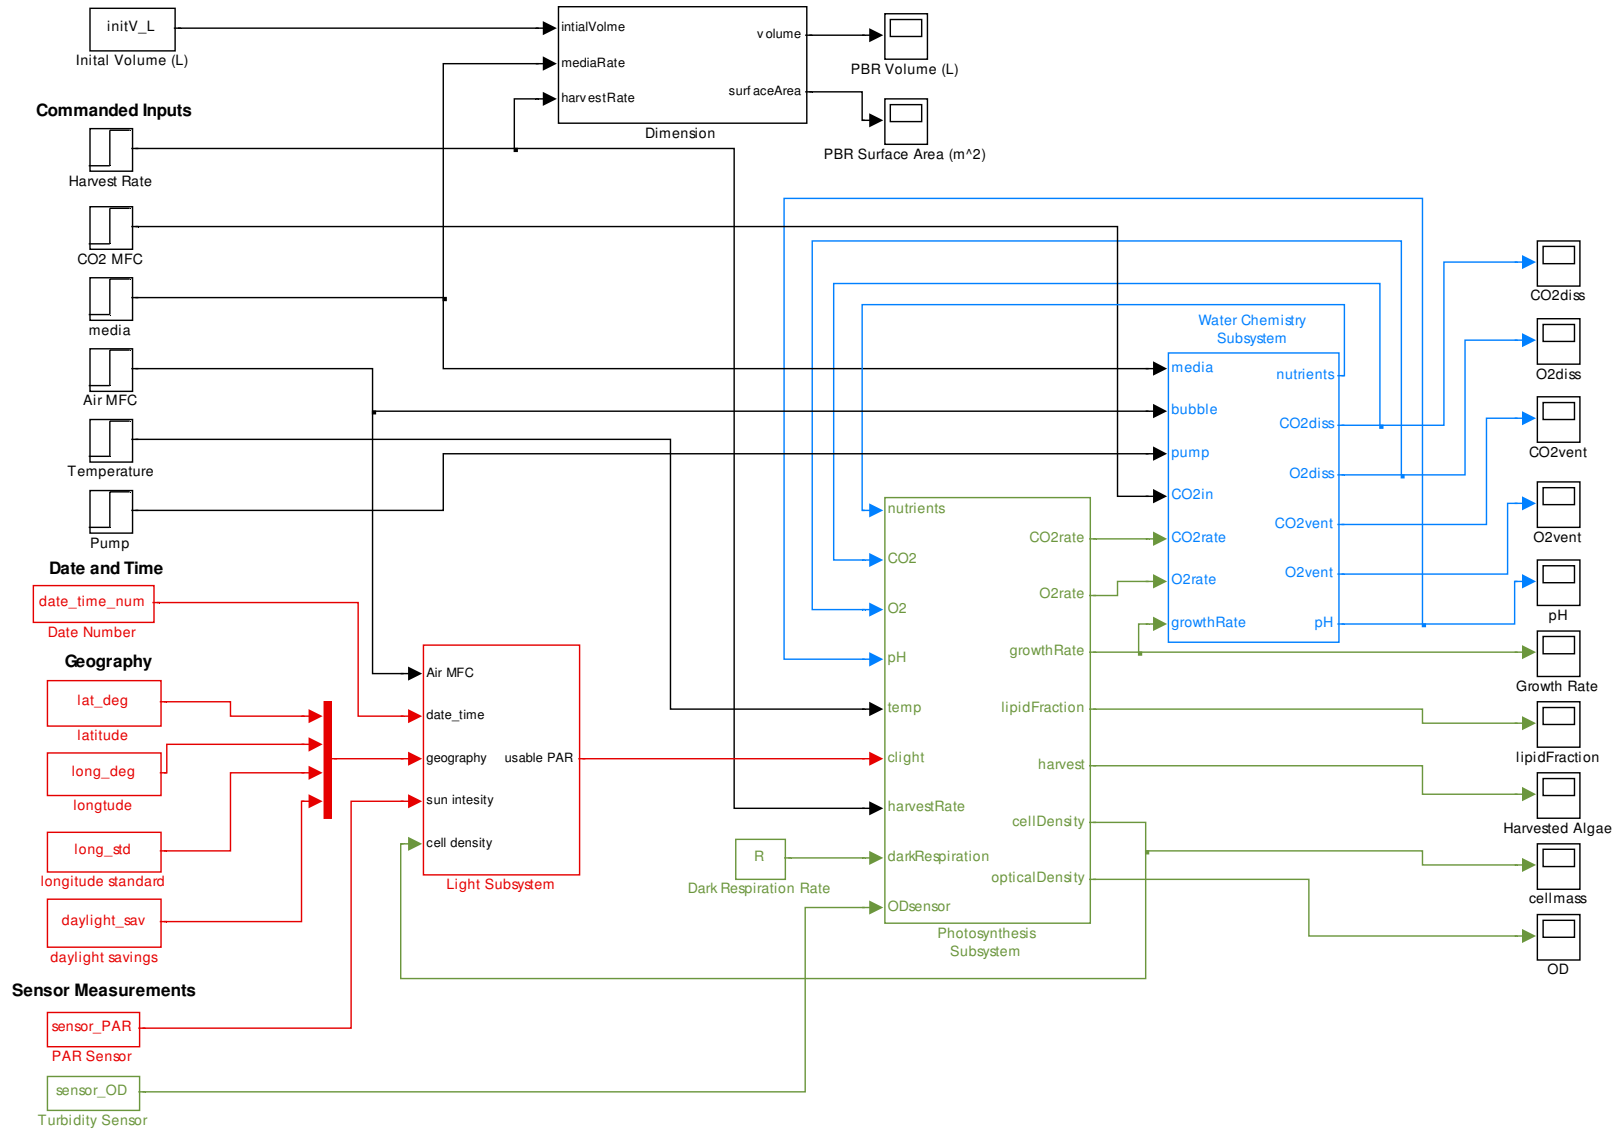 initV_L
Inital Volume (L)
intialVolme
mediaRate
harvestRate
volume
surfaceArea
Dimension
PBR Volume (L)
PBR Surface Area (m^2)
Commanded Inputs
Harvest Rate
CO2 MFC
media
Air MFC
Temperature
Pump
Date and Time
date_time_num
Date Number
Geography
lat_deg
latitude
long_deg
longtude
long_std
longitude standard
daylight_sav
daylight savings
Sensor Measurements
sensor_PAR
PAR Sensor
sensor_OD
Turbidity Sensor
Air MFC
date_time
geography
sun intesity
cell density
usable PAR
Light Subsystem
R
Dark Respiration Rate
nutrients
CO2
O2
pH
temp
clight
harvestRate
darkRespiration
ODsensor
CO2rate
O2rate
growthRate
lipidFraction
harvest
cellDensity
opticalDensity
Photosynthesis
Subsystem
Water Chemistry
Subsystem
media
bubble
pump
CO2in
CO2rate
O2rate
growthRate
nutrients
CO2diss
O2diss
CO2vent
O2vent
pH
CO2diss
O2diss
CO2vent
O2vent
pH
Growth Rate
lipidFraction
Harvested Algae
cellmass
OD